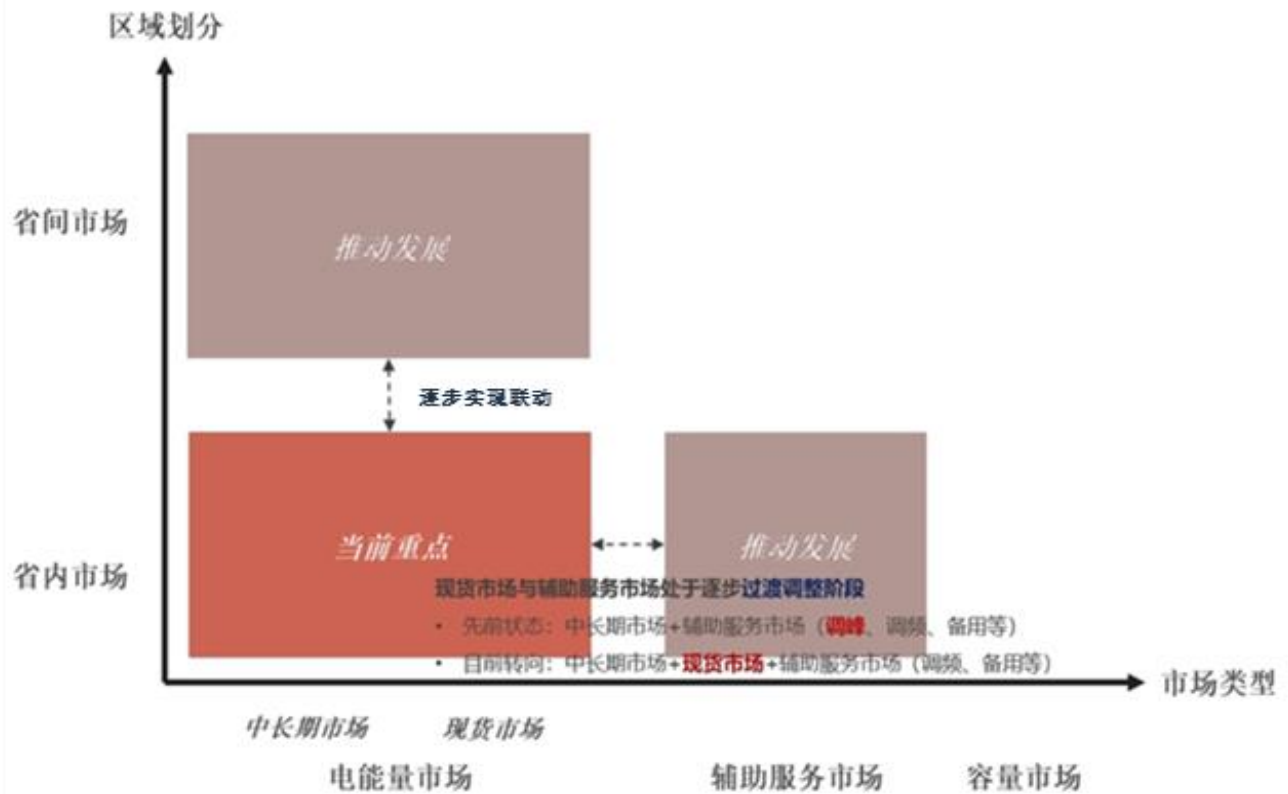 区域划分
省间市场
推动发展
逐步实现联动
当前重点
推动发展
省内市场
现货市场与辅助服务市场处于逐步过渡调整阶段
• 先前状态：中长期市场+辅助服务市场（调峰、调频、备用等）
• 目前转向：中长期市场+现货市场+辅助服务市场（调频、备用等）
市场类型
中长期市场 现货市场
电能量市场 辅助服务市场 容量市场